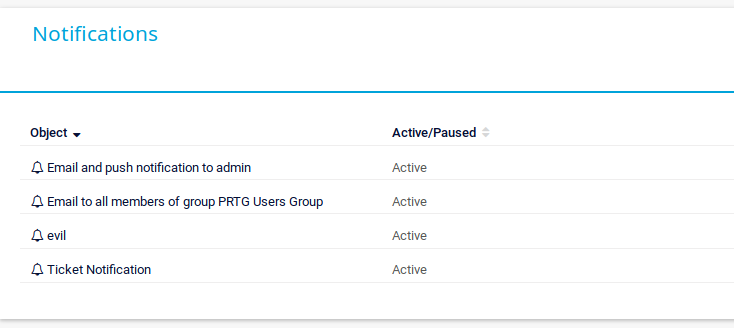 Notifications
Object Active/Paused
Email and push notification to admin Active
Email to all members of group PRTG Users Group Active
evil Active
Ticket Notification Active